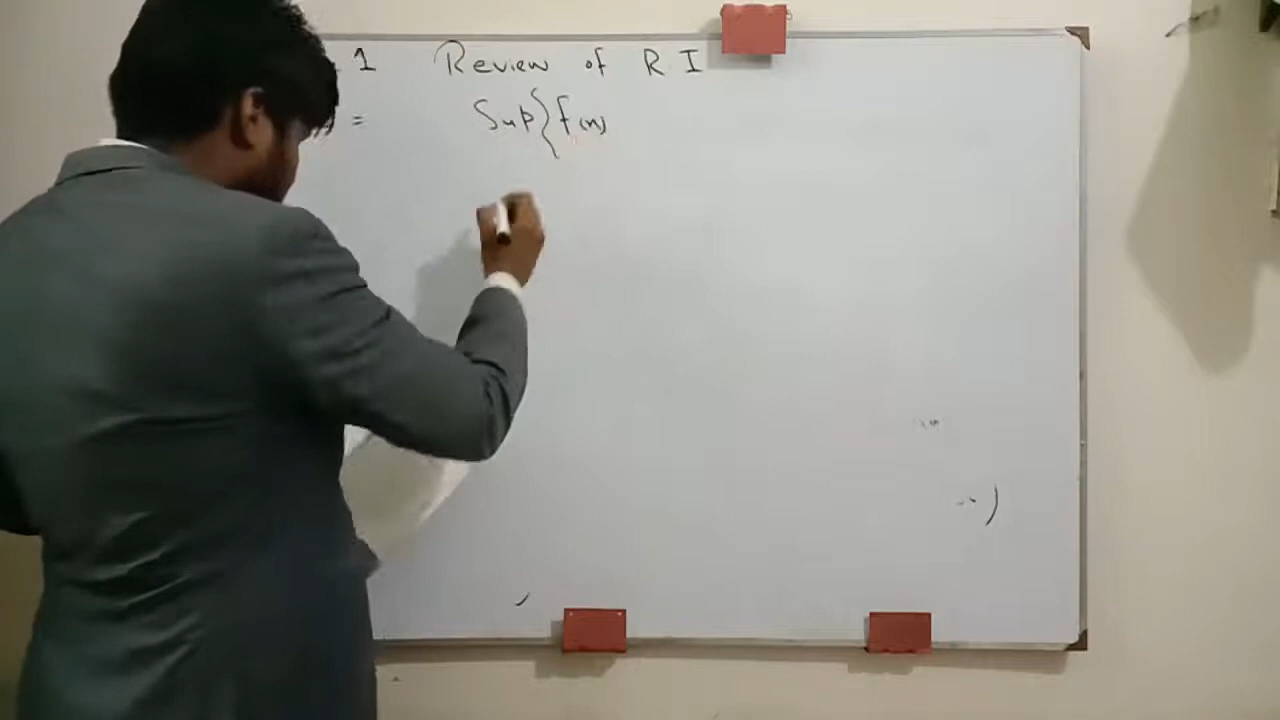 1 Review of R I
= Sup{f(x)